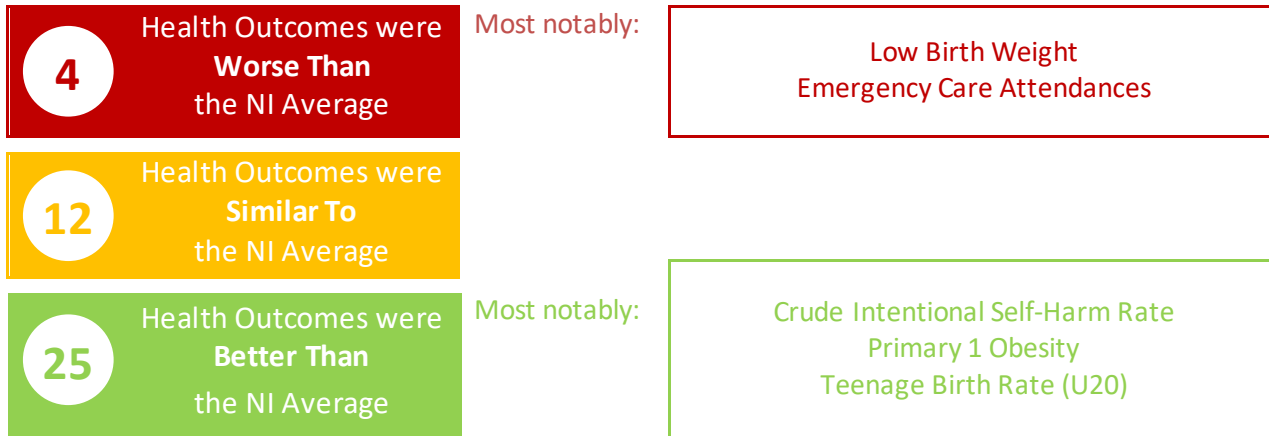 4
Health Outcomes were
Worse Than
the NI Average
Most notably:
Low Birth Weight
Emergency Care Attendances
12
Health Outcomes were
Similar To
the NI Average
25
Health Outcomes were
Better Than
the NI Average
Most notably:
Crude Intentional Self-Harm Rate
Primary 1 Obesity
Teenage Birth Rate (U20)